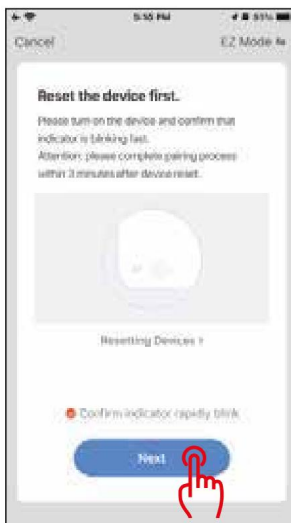 5:55 PM 51%
Cancel EZ Mode
Reset the device first.
Please turn on the device and confirm that
indicator is blinking fast.
Attention: please complete pairing process
within 3 minutes after device reset.
Resetting Devices >
Confirm indicator rapidly blink
Next